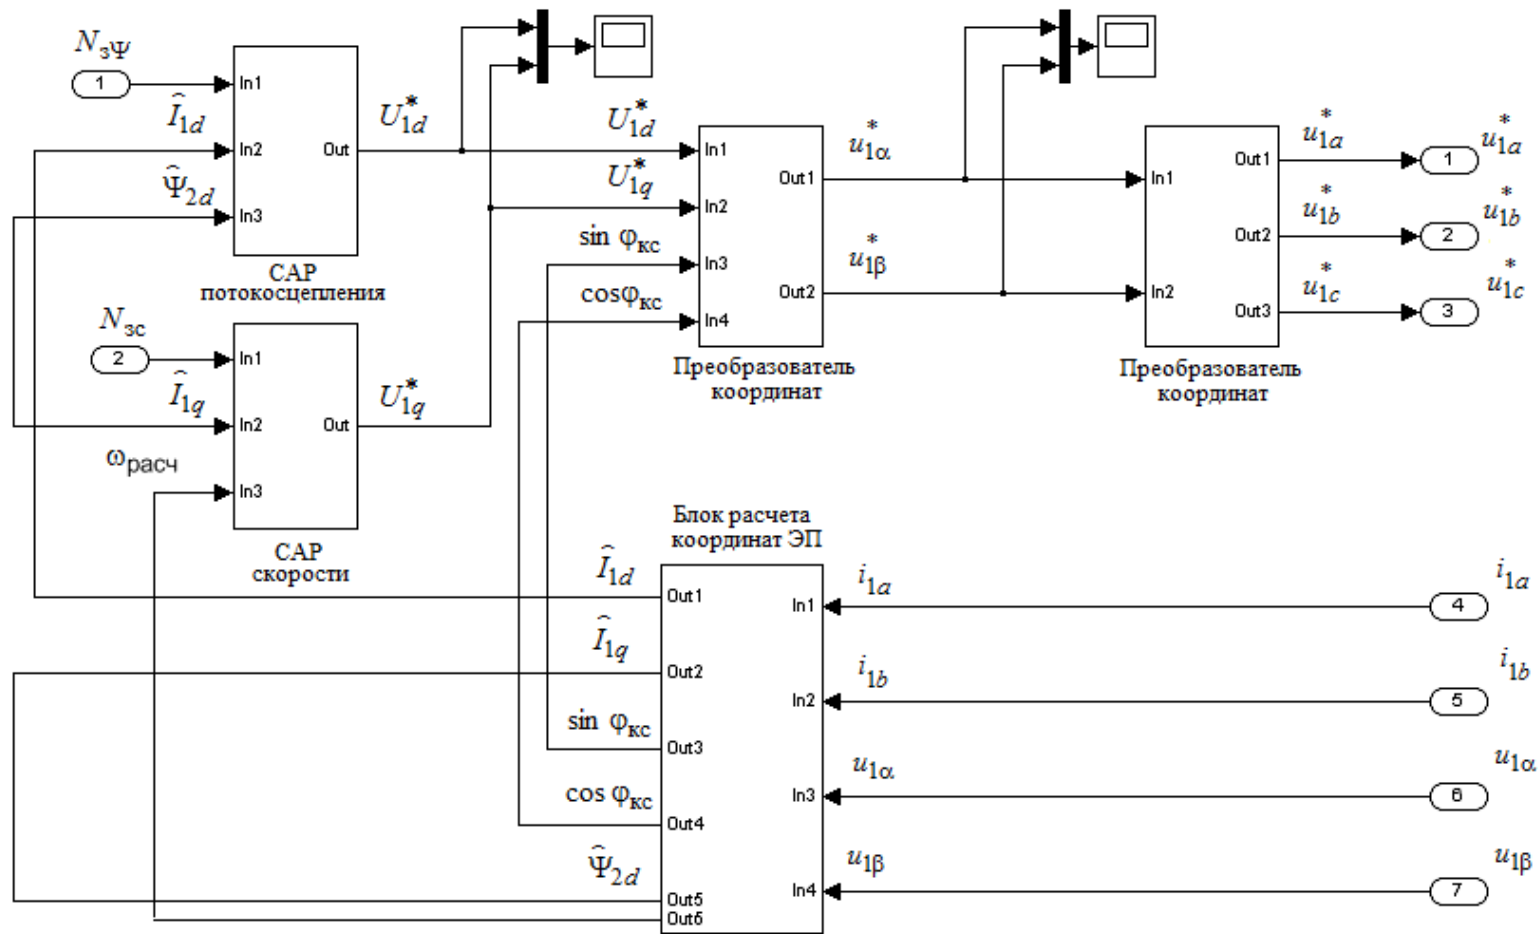 N_зΨ
1
In1
Î_1d
In2
Ψ̂_2d
In3
Out
U*_1d
САР
потокосцепления
N_зс
2
In1
Î_1q
In2
ω_расч
In3
Out
U*_1q
САР
скорости
U*_1d
In1
U*_1q
In2
sin φ_кс
In3
cosφ_кс
In4
Out1
u*_1α
Out2
u*_1β
Преобразователь
координат
In1
In2
Out1
u*_1a
1
u*_1a
Out2
u*_1b
2
u*_1b
Out3
u*_1c
3
u*_1c
Преобразователь
координат
Блок расчета
координат ЭП
Î_1d
Out1
Î_1q
Out2
sin φ_кс
Out3
cos φ_кс
Out4
Ψ̂_2d
Out5
Out6
In1
i_1a
4
i_1a
In2
i_1b
5
i_1b
In3
u_1α
6
u_1α
In4
u_1β
7
u_1β